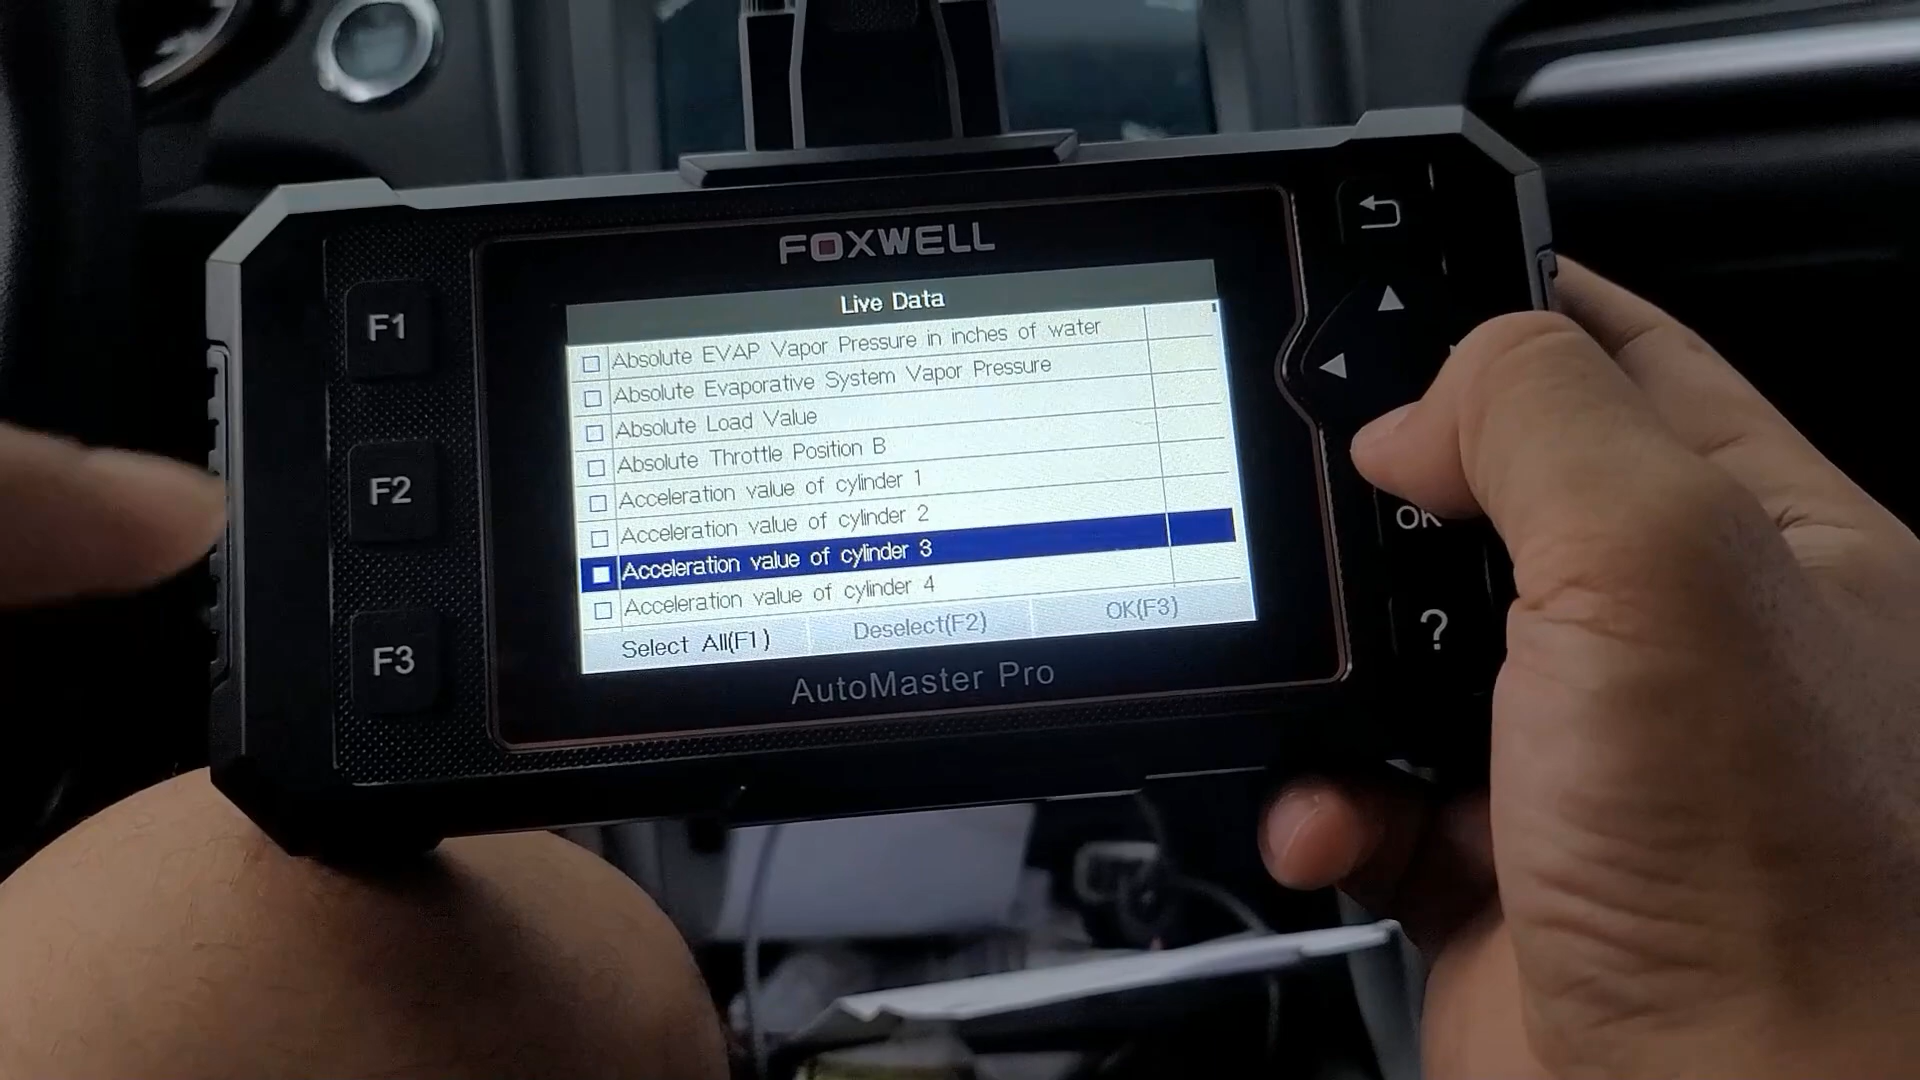 FOXWELL
Live Data
Absolute EVAP Vapor Pressure in inches of water
Absolute Evaporative System Vapor Pressure
Absolute Load Value
Absolute Throttle Position B
Acceleration value of cylinder 1
Acceleration value of cylinder 2
Acceleration value of cylinder 3
Acceleration value of cylinder 4
Select All(F1) Deselect(F2) OK(F3)
AutoMaster Pro
F1
F2
F3
OK
?